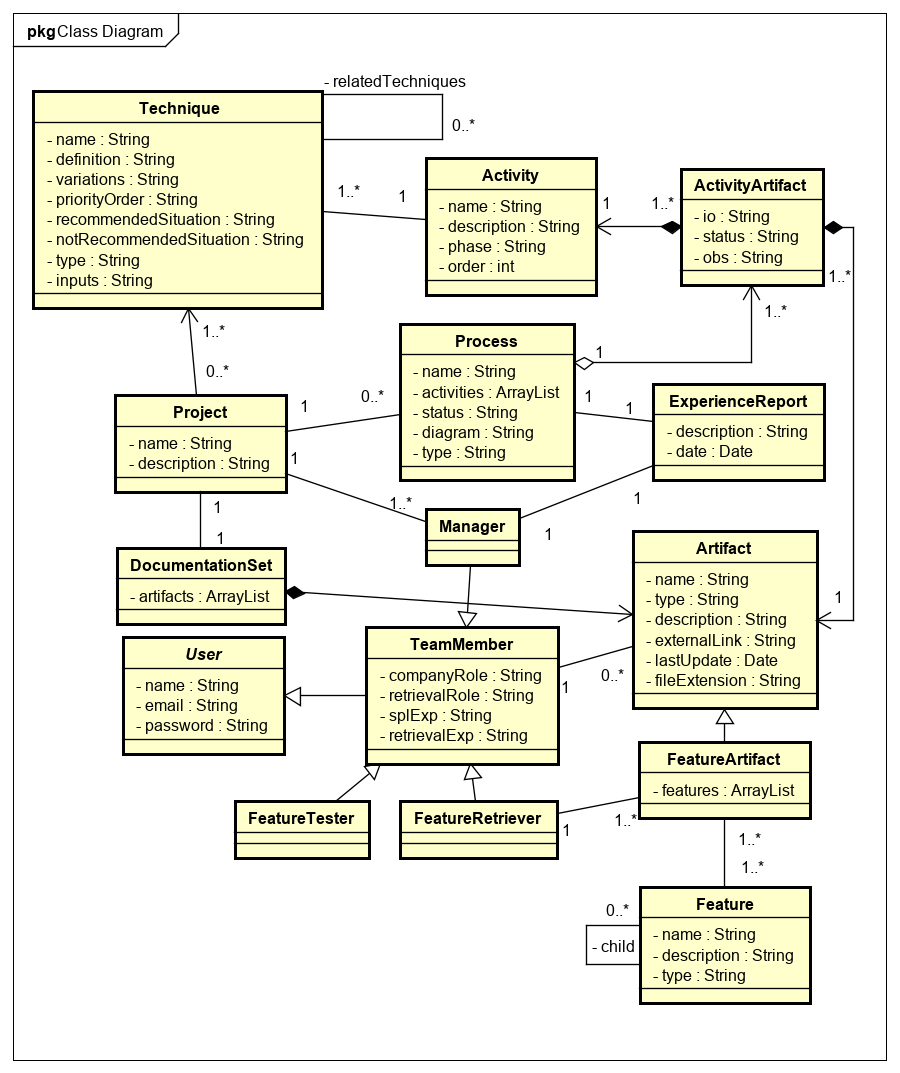 pkg Class Diagram
- relatedTechniques
0..*
Technique
- name : String
- definition : String
- variations : String
- priorityOrder : String
- recommendedSituation : String
- notRecommendedSituation : String
- type : String
- inputs : String
1..*
1
Activity
- name : String
- description : String
- phase : String
- order : int
1
1..*
ActivityArtifact
- io : String
- status : String
- obs : String
1..*
1..*
1..*
0..*
Process
- name : String
- activities : ArrayList
- status : String
- diagram : String
- type : String
1
1
1
ExperienceReport
- description : String
- date : Date
Project
- name : String
- description : String
1
0..*
1
1..*
1
1
Manager
1
1
DocumentationSet
- artifacts : ArrayList
Artifact
- name : String
- type : String
- description : String
- externalLink : String
- lastUpdate : Date
- fileExtension : String
1
User
- name : String
- email : String
- password : String
TeamMember
- companyRole : String
- retrievalRole : String
- splExp : String
- retrievalExp : String
1
0..*
FeatureTester
FeatureRetriever
1
1..*
FeatureArtifact
- features : ArrayList
1..*
1..*
Feature
- name : String
- description : String
- type : String
0..*
- child